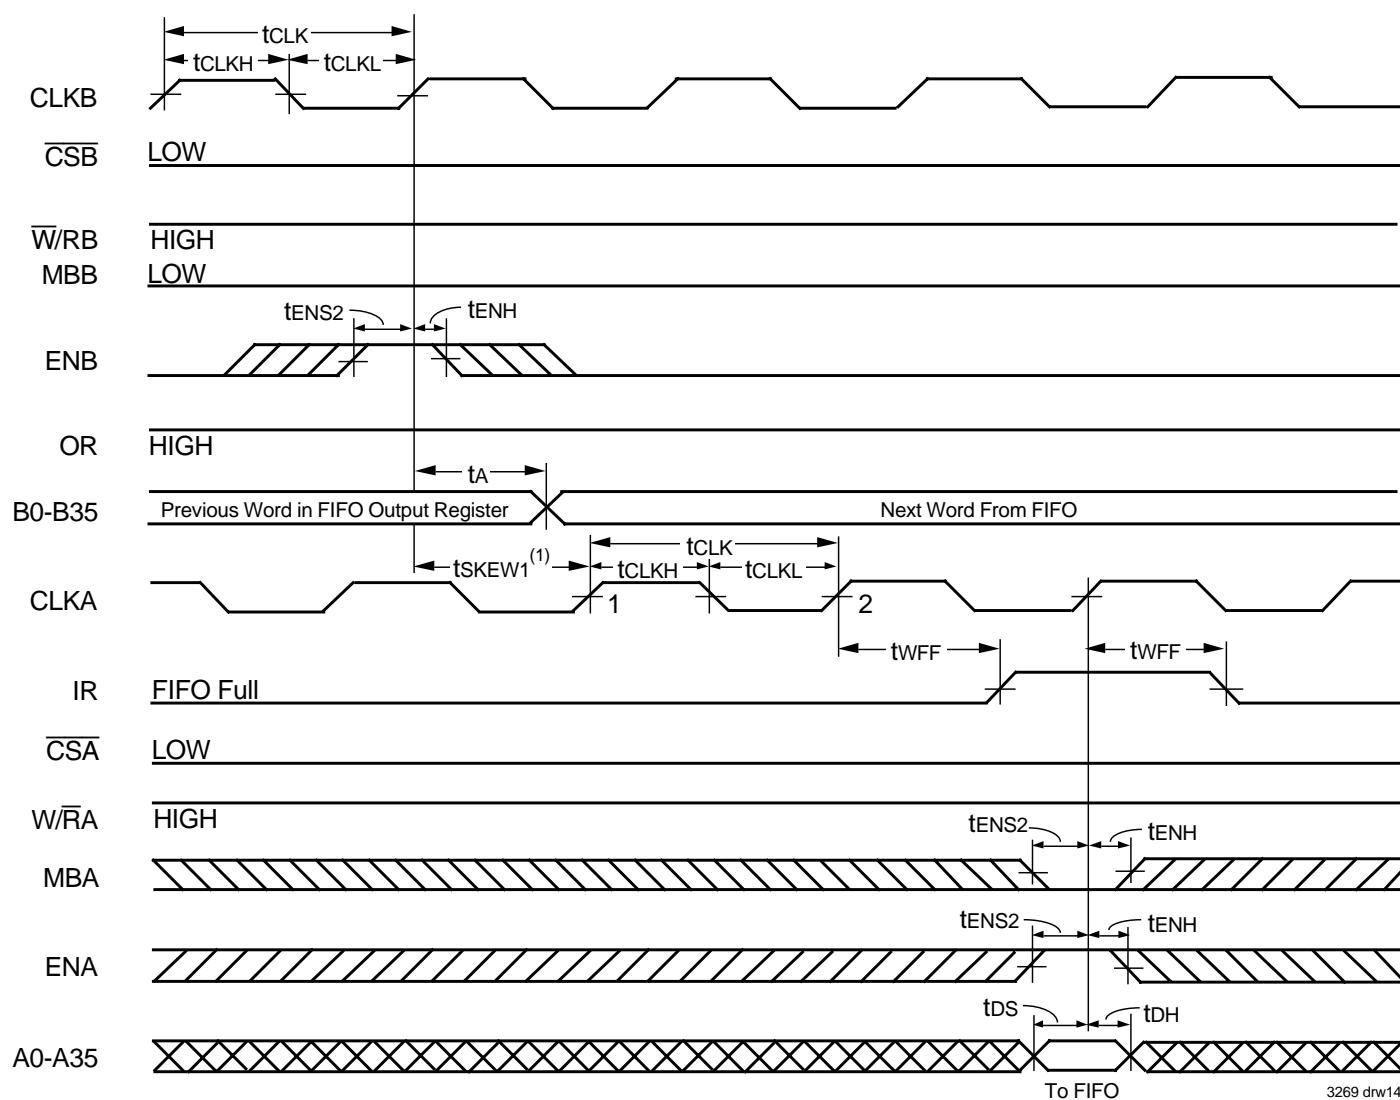 tCLK
tCLKH tCLKL
CLKB
CSB LOW
W/RB HIGH
MBB LOW
tENS2 tENH
ENB
OR HIGH
tA
B0-B35 Previous Word in FIFO Output Register Next Word From FIFO
tCLK
tSKEW1(1) tCLKH tCLKL
CLKA 1 2
tWFF tWFF
IR FIFO Full
CSA LOW
W/RA HIGH
tENS2 tENH
MBA
tENS2 tENH
ENA
tDS tDH
A0-A35
To FIFO
3269 drw14